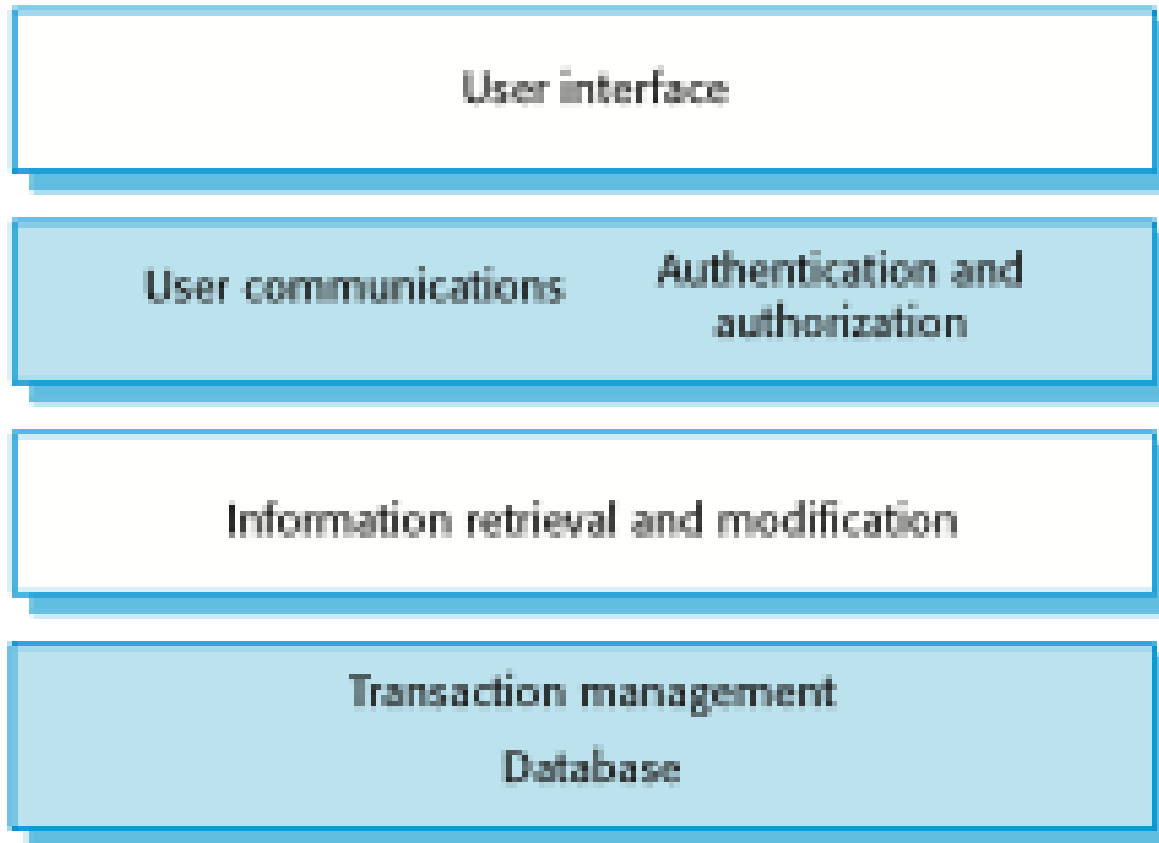 User interface
User communications
Authentication and
authorization
Information retrieval and modification
Transaction management
Database